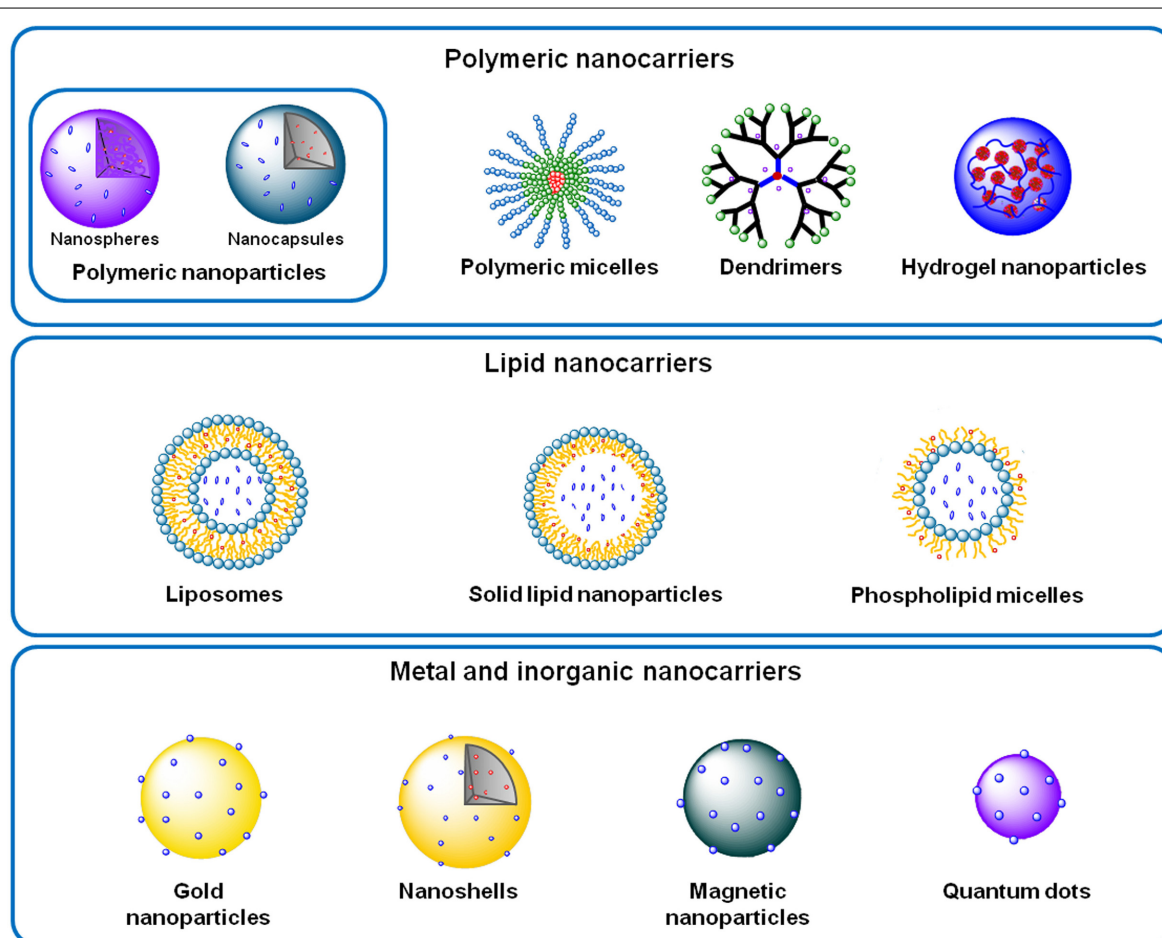 Polymeric nanocarriers
Nanospheres
Nanocapsules
Polymeric nanoparticles
Polymeric micelles
Dendrimers
Hydrogel nanoparticles
Lipid nanocarriers
Liposomes
Solid lipid nanoparticles
Phospholipid micelles
Metal and inorganic nanocarriers
Gold
nanoparticles
Nanoshells
Magnetic
nanoparticles
Quantum dots